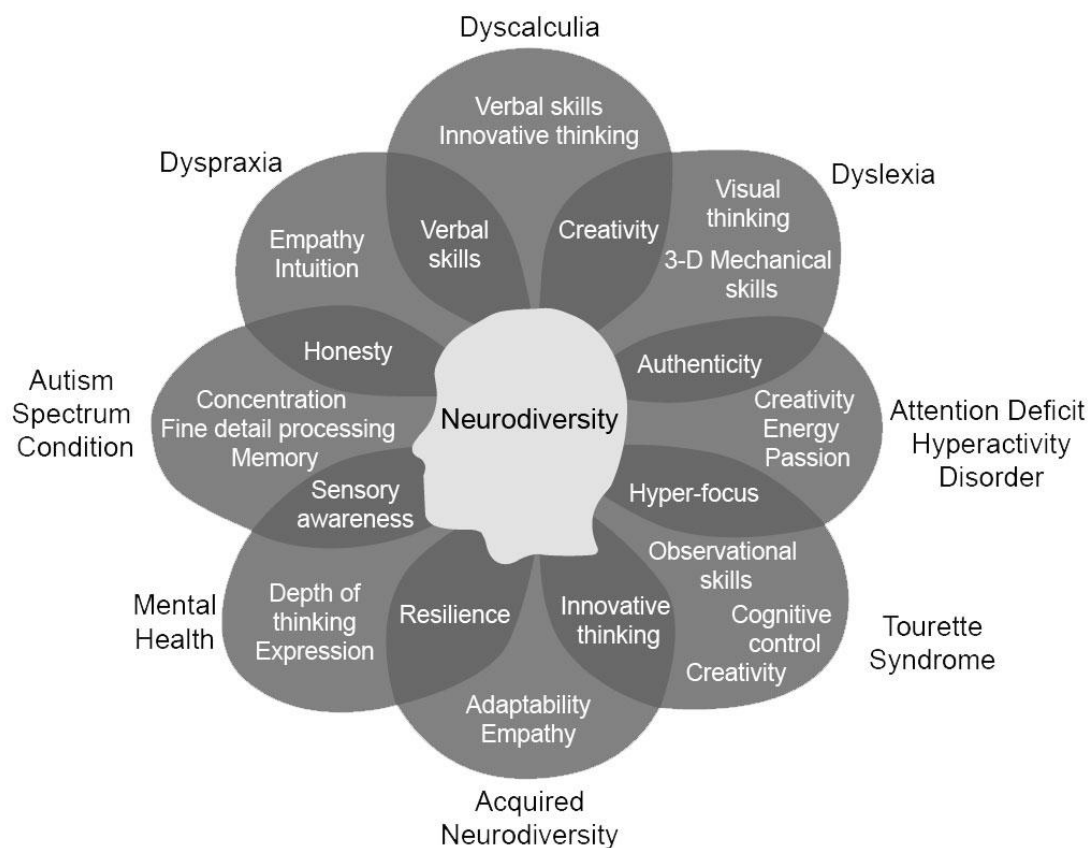 Dyscalculia
Verbal skills
Innovative thinking
Dyspraxia
Dyslexia
Visual
thinking
Empathy
Intuition
Verbal
skills
Creativity
3-D Mechanical
skills
Honesty
Authenticity
Autism
Spectrum
Condition
Concentration
Fine detail processing
Memory
Neurodiversity
Creativity
Energy
Passion
Attention Deficit
Hyperactivity
Disorder
Sensory
awareness
Hyper-focus
Observational
skills
Mental
Health
Depth of
thinking
Expression
Resilience
Innovative
thinking
Cognitive
control
Creativity
Tourette
Syndrome
Adaptability
Empathy
Acquired
Neurodiversity